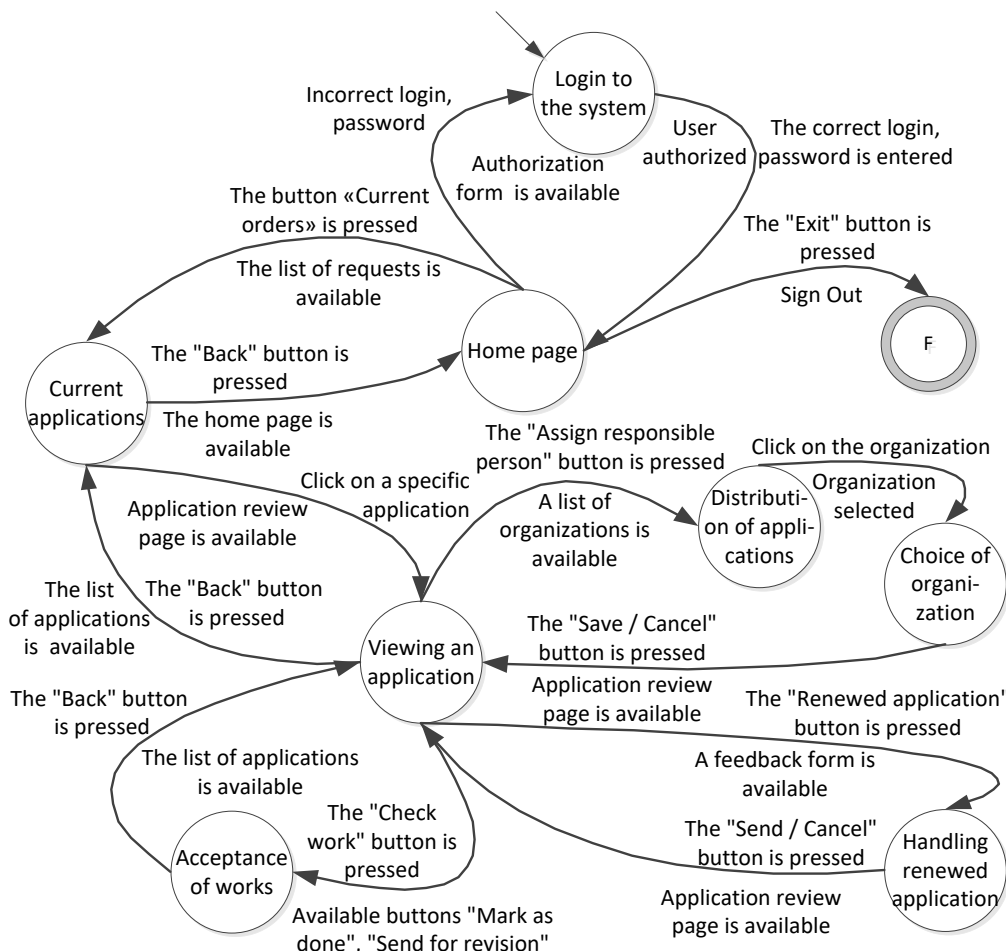 Login to
the system
Incorrect login,
password
User
authorized
The correct login,
password is entered
Authorization
form  is available
The button «Current
orders» is pressed
The list of requests is
available
The "Exit" button is
pressed
Sign Out
F
Home page
Current
applications
The "Back" button is
pressed
The home page is
available
The "Assign responsible
person" button is pressed
Click on the organization
Organization
selected
Click on a specific
application
Application review
page is available
A list of
organizations is
available
Distributi-
on of appli-
cations
Choice of
organi-
zation
The list
of applications
is  available
The "Back" button
is pressed
Viewing an
application
The "Save / Cancel"
button is pressed
Application review
page is available
The "Back" button
is pressed
The "Renewed application"
button is pressed
The list of applications
is available
A feedback form is
available
The "Check
work" button is
pressed
The "Send / Cancel"
button is pressed
Acceptance
of works
Handling
renewed
application
Application review
page is available
Available buttons "Mark as
done", "Send for revision"